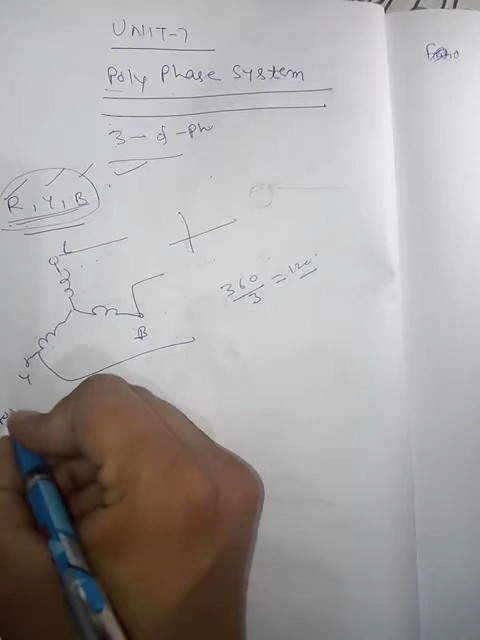 UNIT-7
Poly Phase System
3-ϕ-Ph
R, Y, B
360/3 = 120°
B
Y